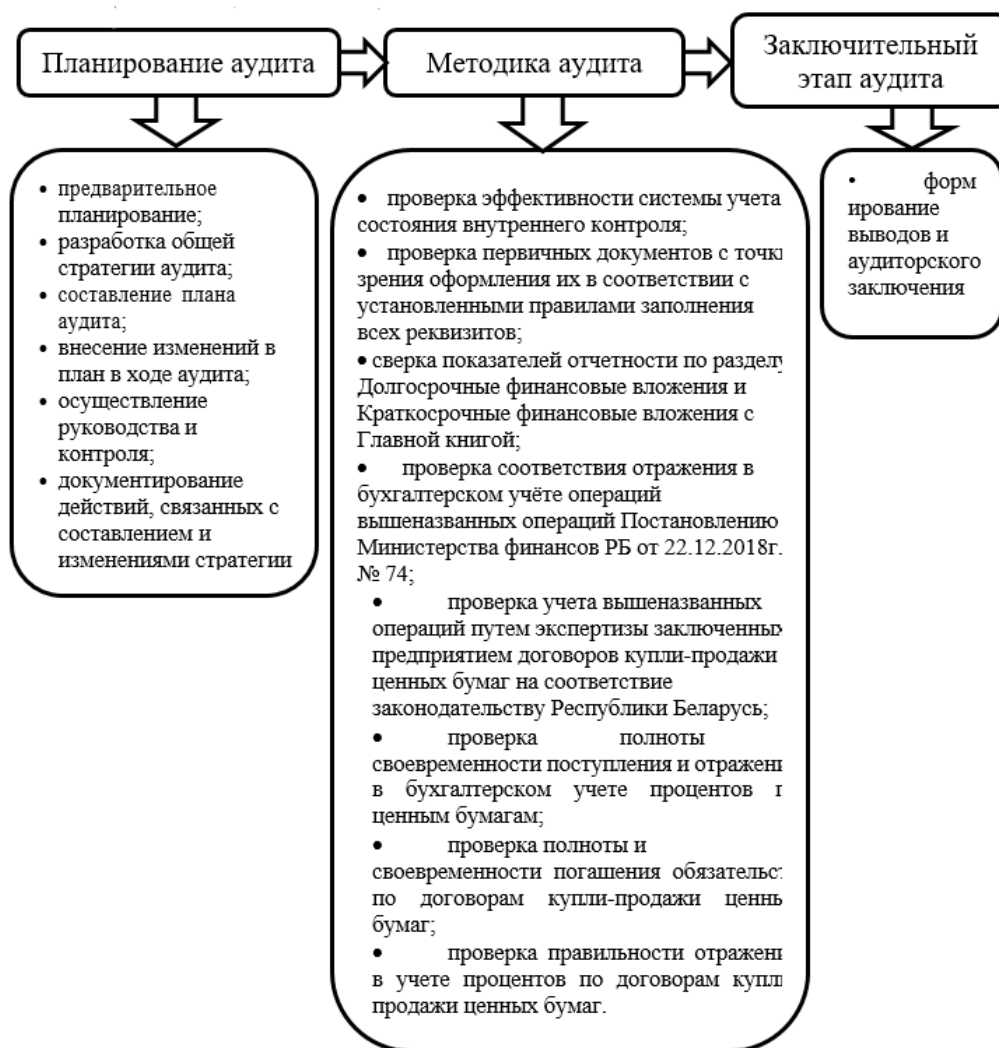 Планирование аудита
Методика аудита
Заключительный
этап аудита
• предварительное
планирование;
• разработка общей
стратегии аудита;
• составление плана
аудита;
• внесение изменений в
план в ходе аудита;
• осуществление
руководства и
контроля;
• документирование
действий, связанных с
составлением и
изменениями стратегии
• проверка эффективности системы учета
состояния внутреннего контроля;
• проверка первичных документов с точки
зрения оформления их в соответствии с
установленными правилами заполнения
всех реквизитов;
• сверка показателей отчетности по разделу
Долгосрочные финансовые вложения и
Краткосрочные финансовые вложения с
Главной книгой;
• проверка соответствия отражения в
бухгалтерском учёте операций
вышеназванных операций Постановлению
Министерства финансов РБ от 22.12.2018г.
№ 74;
• проверка учета вышеназванных
операций путем экспертизы заключенных
предприятием договоров купли-продажи
ценных бумаг на соответствие
законодательству Республики Беларусь;
• проверка полноты
своевременности поступления и отражени
в бухгалтерском учете процентов п
ценным бумагам;
• проверка полноты и
своевременности погашения обязательст
по договорам купли-продажи ценны
бумаг;
• проверка правильности отражени
в учете процентов по договорам купли
продажи ценных бумаг.
• форм
ирование
выводов и
аудиторского
заключения